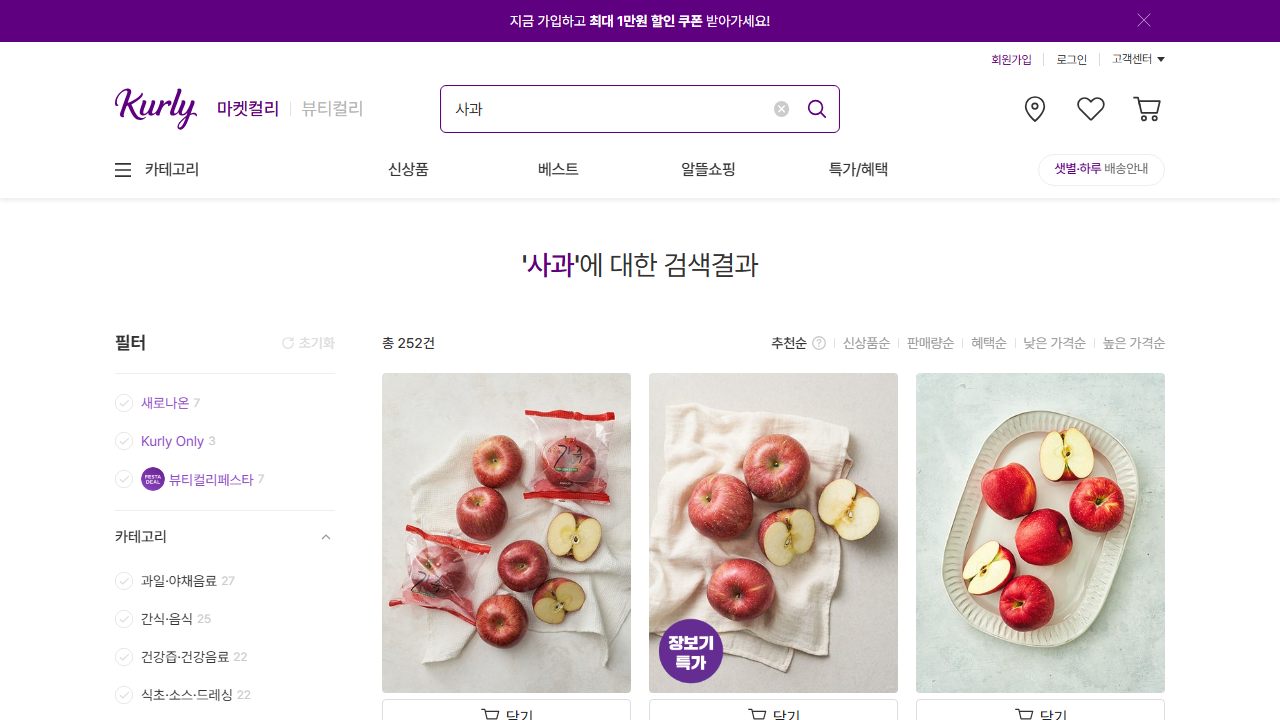 지금 가입하고 최대 1만원 할인 쿠폰 받아가세요!
회원가입 로그인 고객센터
Kurly 마켓컬리 뷰티컬리
사과
카테고리 신상품 베스트 알뜰쇼핑 특가/혜택 샛별·하루 배송안내
'사과'에 대한 검색결과
필터 초기화
총 252건 추천순 신상품순 판매량순 혜택순 낮은 가격순 높은 가격순
새로나온 7
Kurly Only 3
FESTA
DEAL
뷰티컬리페스타 7
카테고리
과일·야채음료 27
간식·음식 25
건강즙·건강음료 22
식초·소스·드레싱 22
장보기
특가
담기 담기 담기